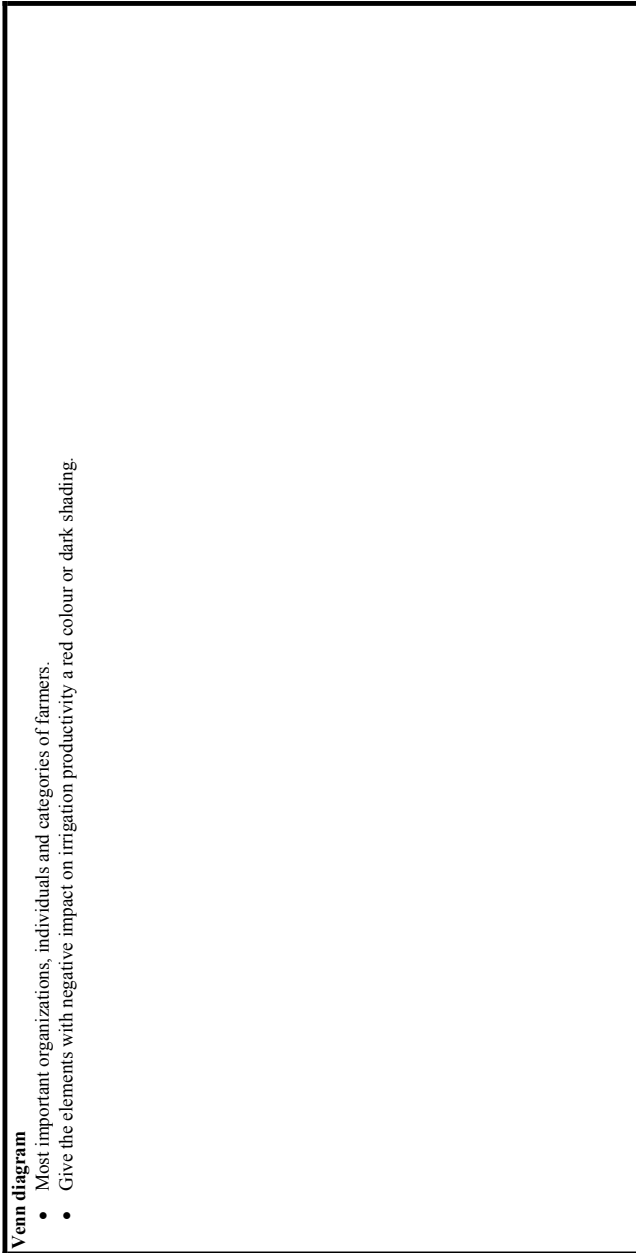 Venn diagram
• Most important organizations, individuals and categories of farmers.
• Give the elements with negative impact on irrigation productivity a red colour or dark shading.